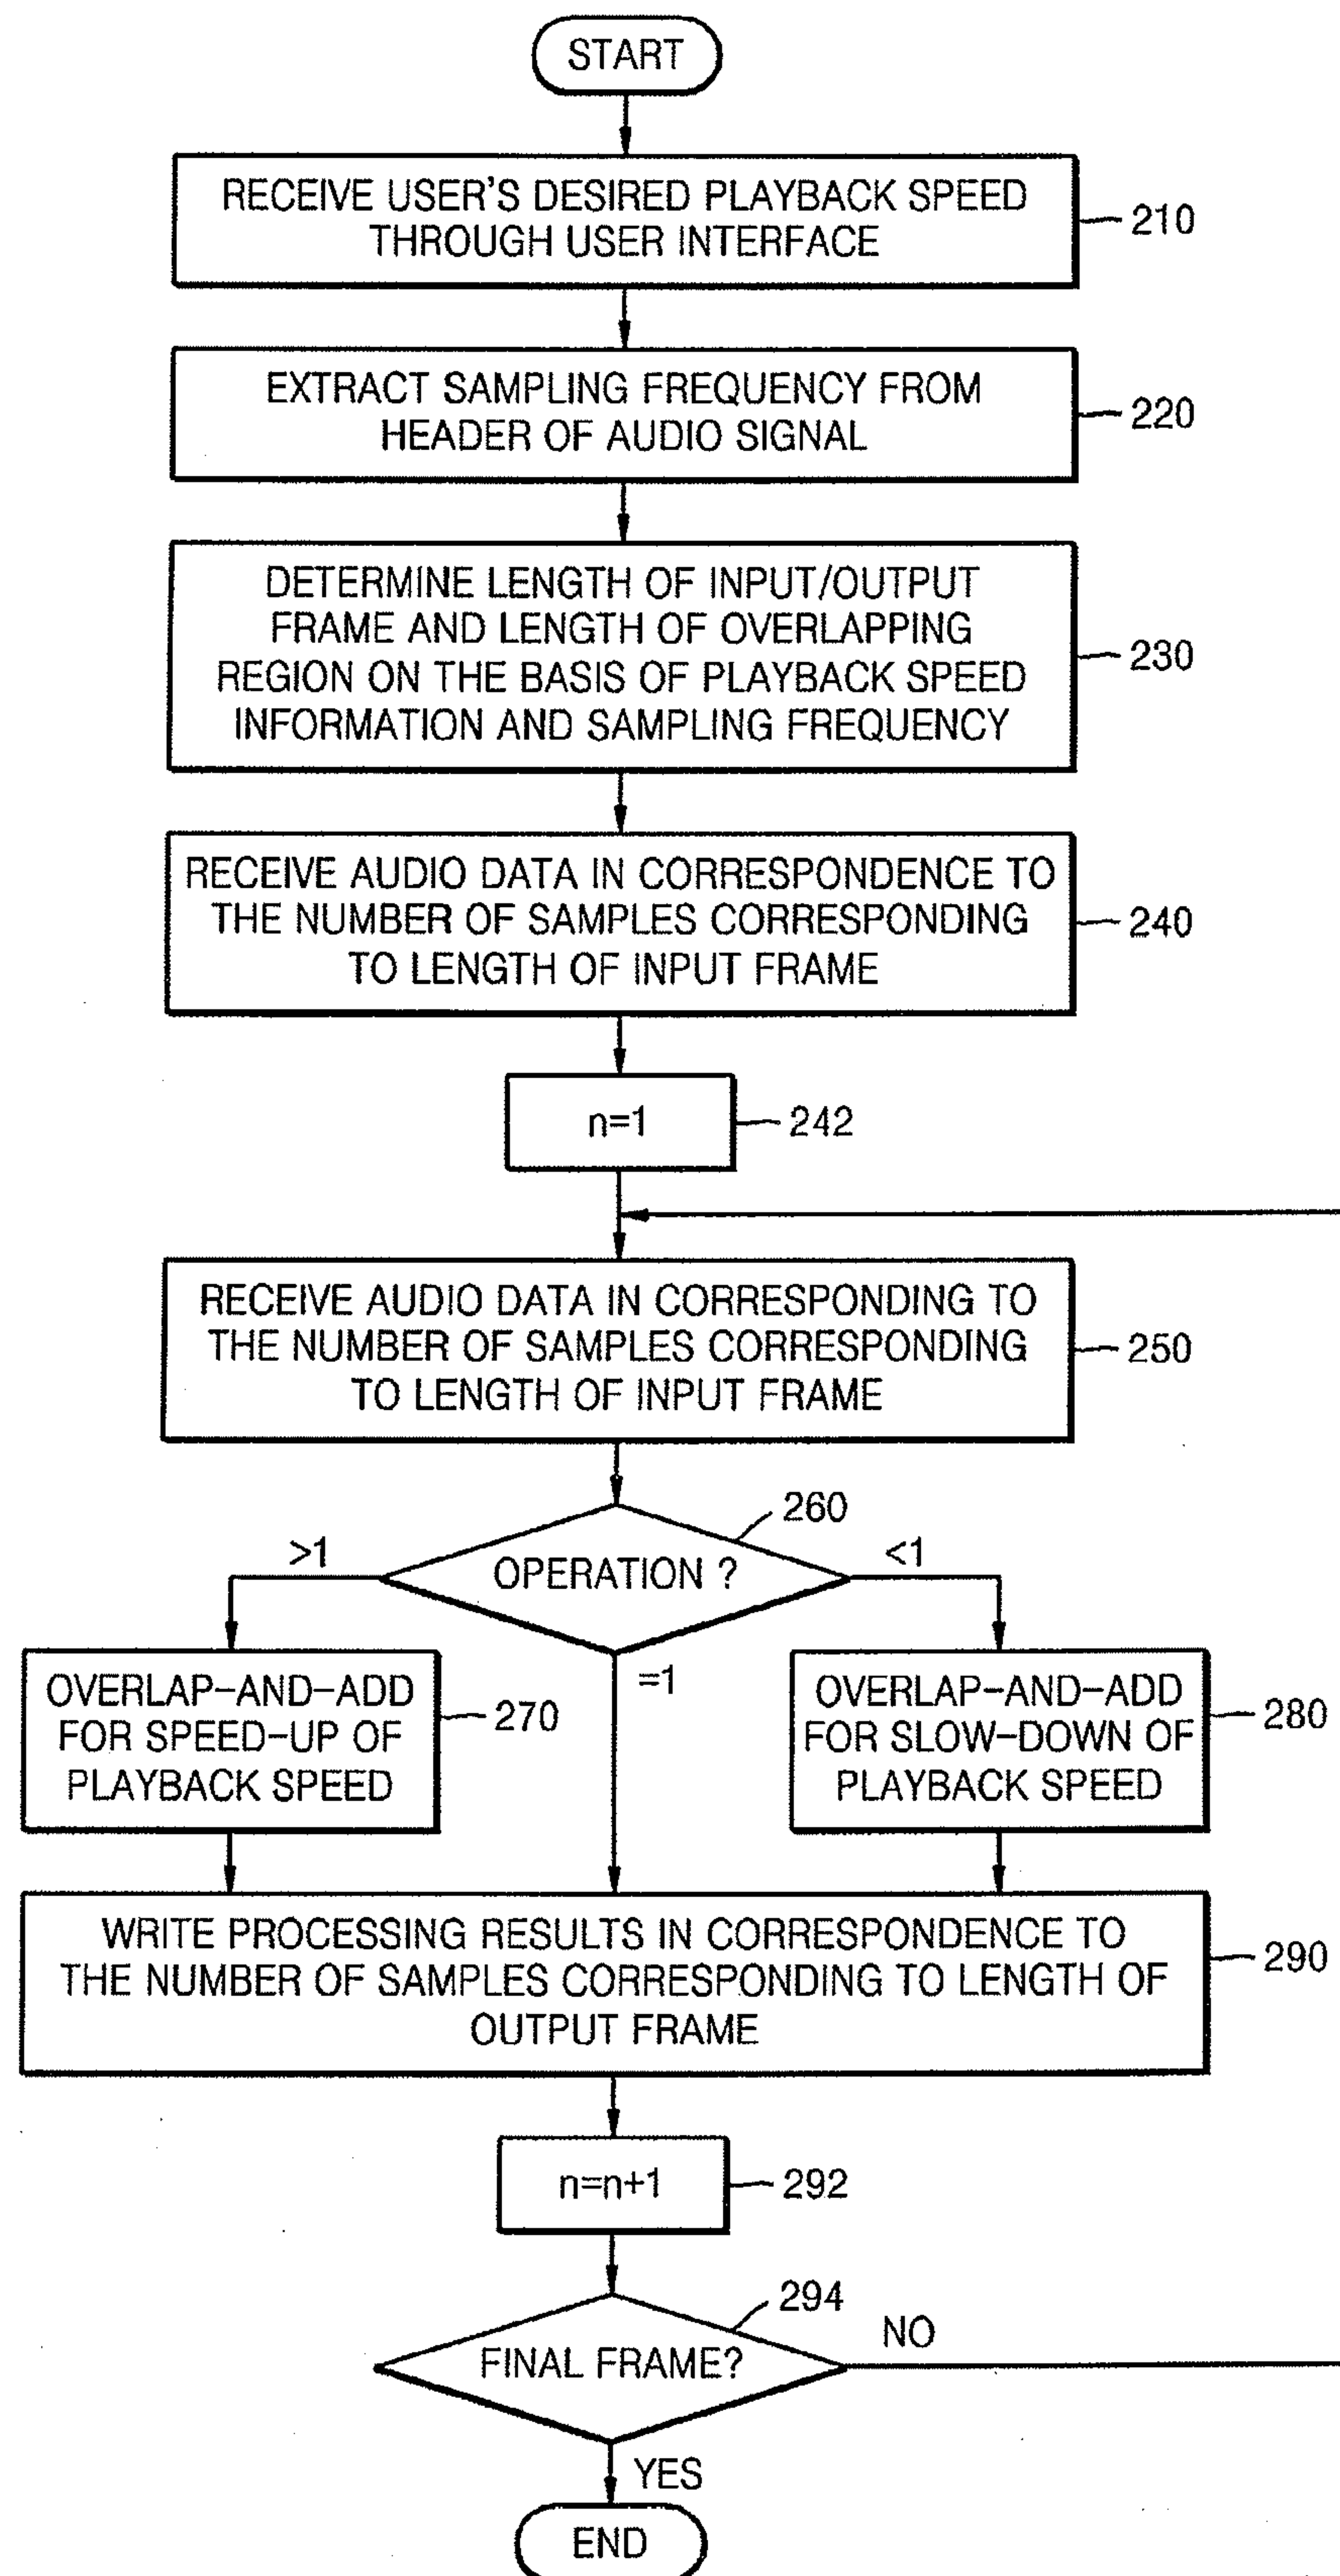 START
RECEIVE USER'S DESIRED PLAYBACK SPEED
THROUGH USER INTERFACE
210
EXTRACT SAMPLING FREQUENCY FROM
HEADER OF AUDIO SIGNAL
220
DETERMINE LENGTH OF INPUT/OUTPUT
FRAME AND LENGTH OF OVERLAPPING
REGION ON THE BASIS OF PLAYBACK SPEED
INFORMATION AND SAMPLING FREQUENCY
230
RECEIVE AUDIO DATA IN CORRESPONDENCE TO
THE NUMBER OF SAMPLES CORRESPONDING
TO LENGTH OF INPUT FRAME
240
n=1
242
RECEIVE AUDIO DATA IN CORRESPONDING TO
THE NUMBER OF SAMPLES CORRESPONDING
TO LENGTH OF INPUT FRAME
250
260
>1
OPERATION ?
<1
=1
OVERLAP-AND-ADD
FOR SPEED-UP OF
PLAYBACK SPEED
270
OVERLAP-AND-ADD
FOR SLOW-DOWN OF
PLAYBACK SPEED
280
WRITE PROCESSING RESULTS IN CORRESPONDENCE TO
THE NUMBER OF SAMPLES CORRESPONDING TO LENGTH OF
OUTPUT FRAME
290
n=n+1
292
294
FINAL FRAME?
NO
YES
END